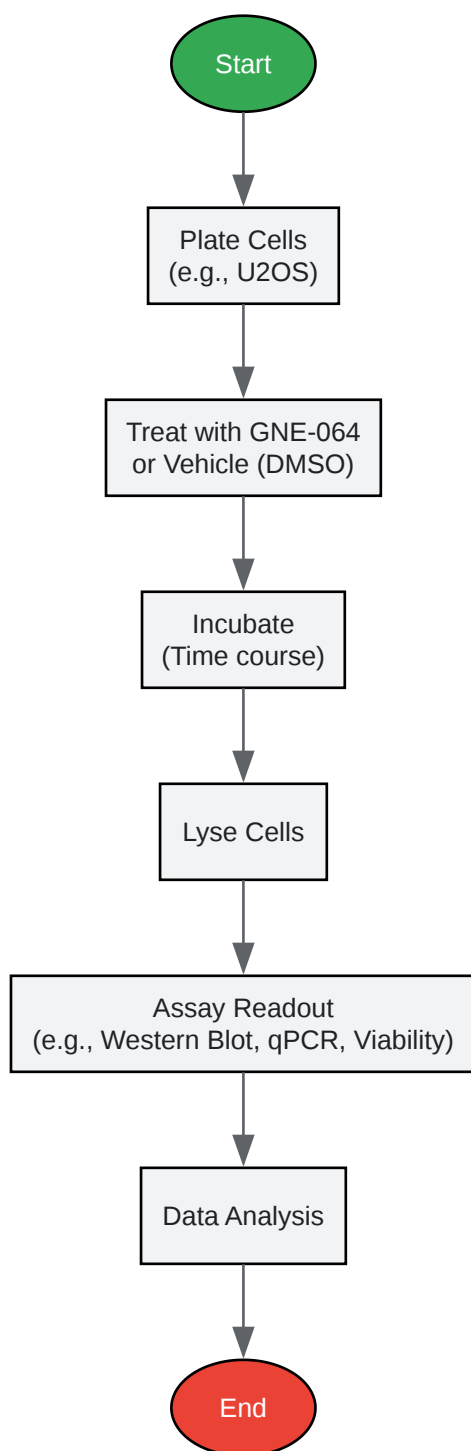 Start
Plate Cells
(e.g., U2OS)
Treat with GNE-064
or Vehicle (DMSO)
Incubate
(Time course)
Lyse Cells
Assay Readout
(e.g., Western Blot, qPCR, Viability)
Data Analysis
End